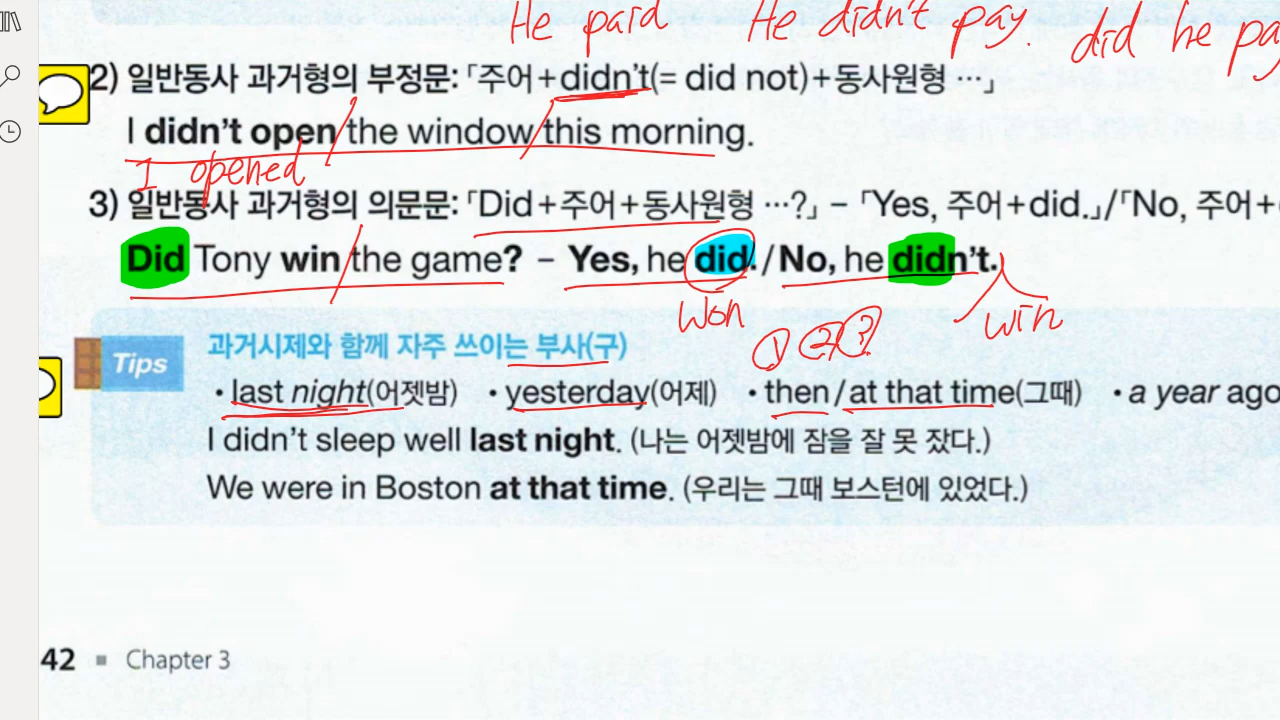 He paid He didn't pay. did he pa
2) 일반동사 과거형의 부정문: 「주어+didn't(= did not)+동사원형 …」
I didn't open the window this morning.
I opened
3) 일반동사 과거형의 의문문: 「Did+주어+동사원형 …?」 – 「Yes, 주어+did.」/「No, 주어+
Did Tony win the game? – Yes, he did. / No, he didn't.
won win
Tips 과거시제와 함께 자주 쓰이는 부사(구)
• last night(어젯밤) • yesterday(어제) • then / at that time(그때) • a year ago
I didn't sleep well last night. (나는 어젯밤에 잠을 잘 못 잤다.)
We were in Boston at that time. (우리는 그때 보스턴에 있었다.)
42 ■ Chapter 3